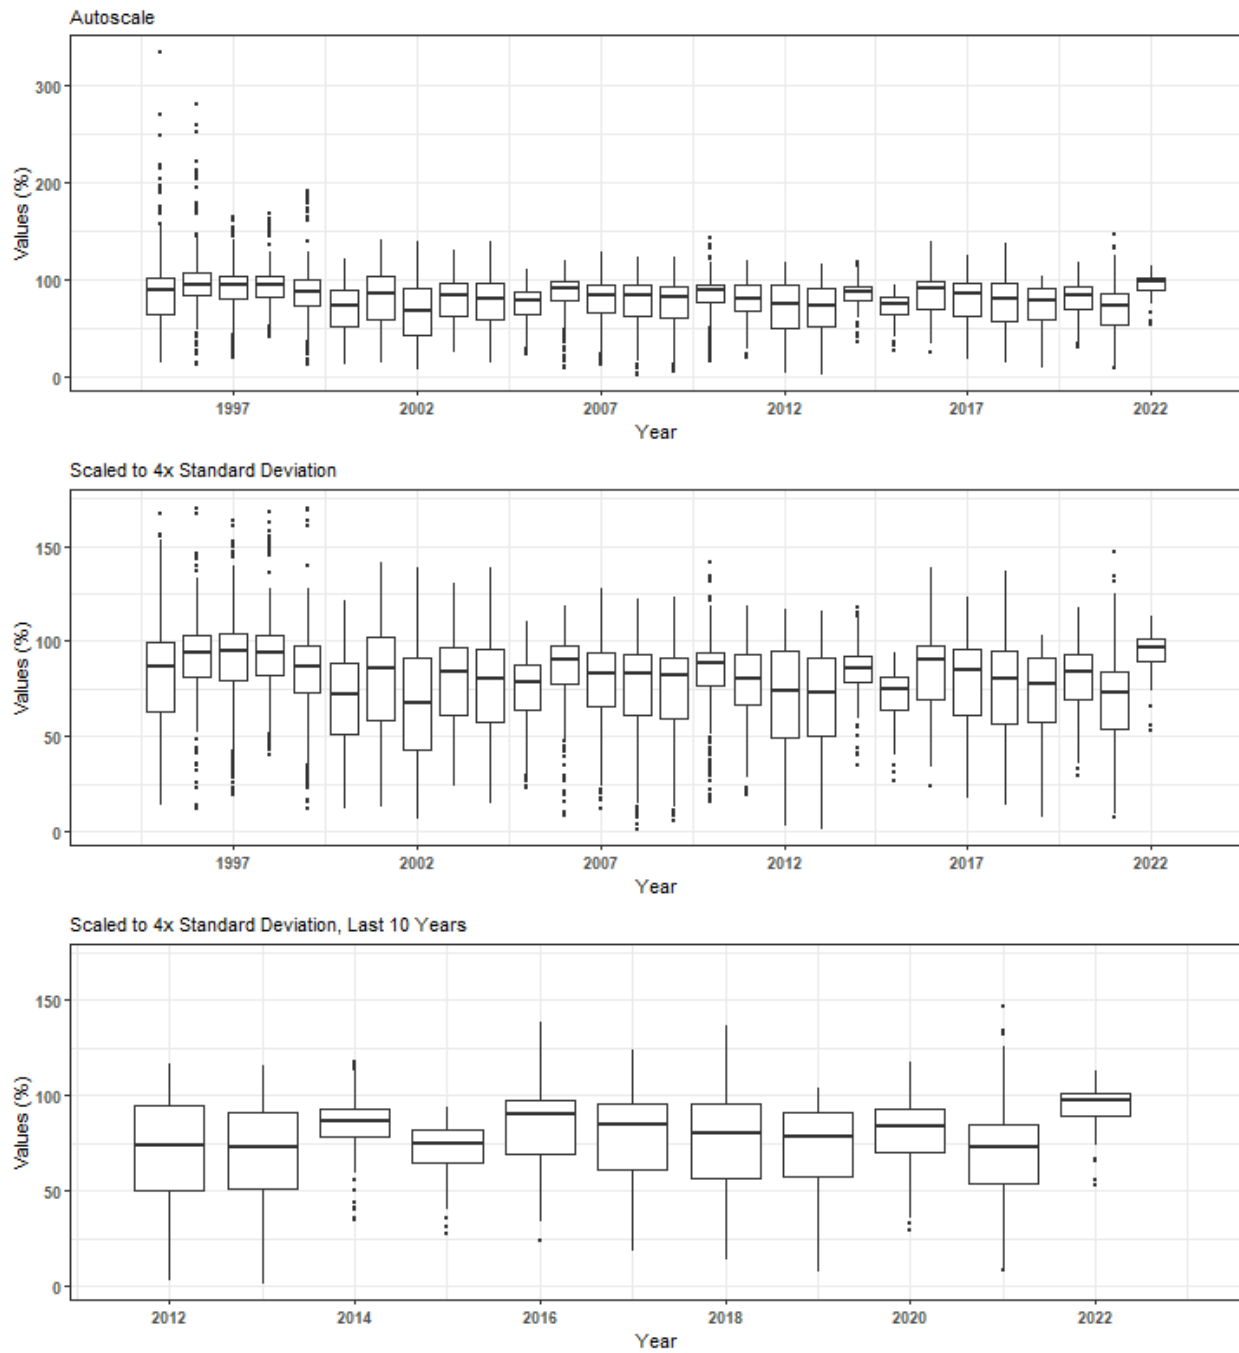 Autoscale
Values (%)
300
200
100
0
1997 2002 2007 2012 2017 2022
Year
Scaled to 4x Standard Deviation
Values (%)
150
100
50
0
1997 2002 2007 2012 2017 2022
Year
Scaled to 4x Standard Deviation, Last 10 Years
Values (%)
150
100
50
0
2012 2014 2016 2018 2020 2022
Year